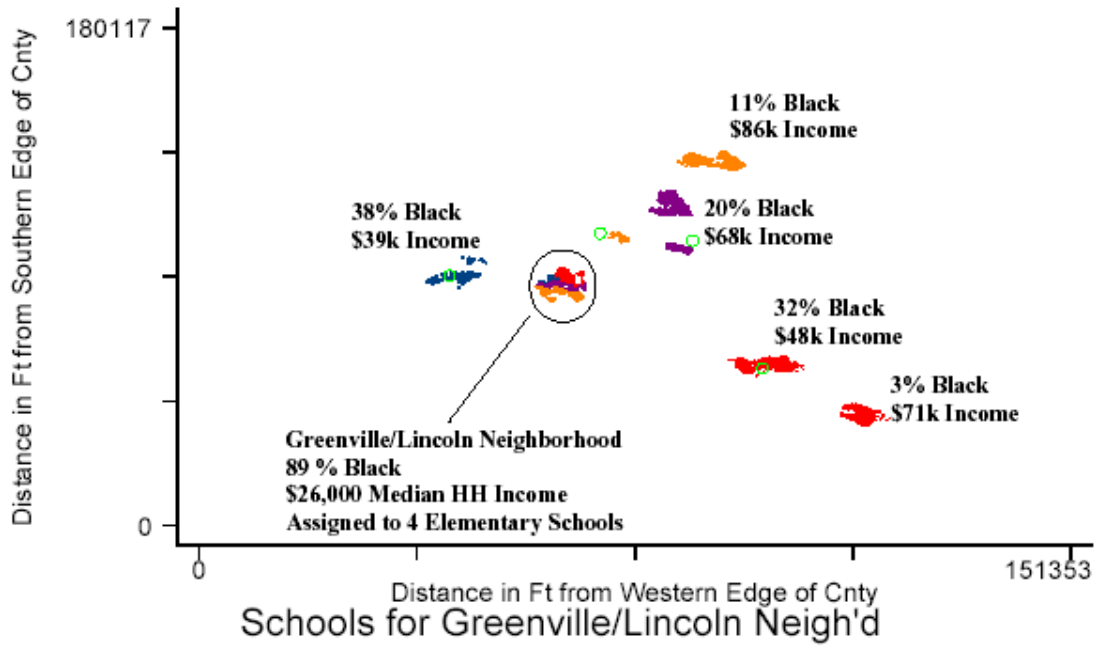 180117
Distance in Ft from Southern Edge of Cnty
11% Black
$86k Income
38% Black
$39k Income
20% Black
$68k Income
32% Black
$48k Income
3% Black
$71k Income
Greenville/Lincoln Neighborhood
89 % Black
$26,000 Median HH Income
Assigned to 4 Elementary Schools
0
0
151353
Distance in Ft from Western Edge of Cnty
Schools for Greenville/Lincoln Neigh'd